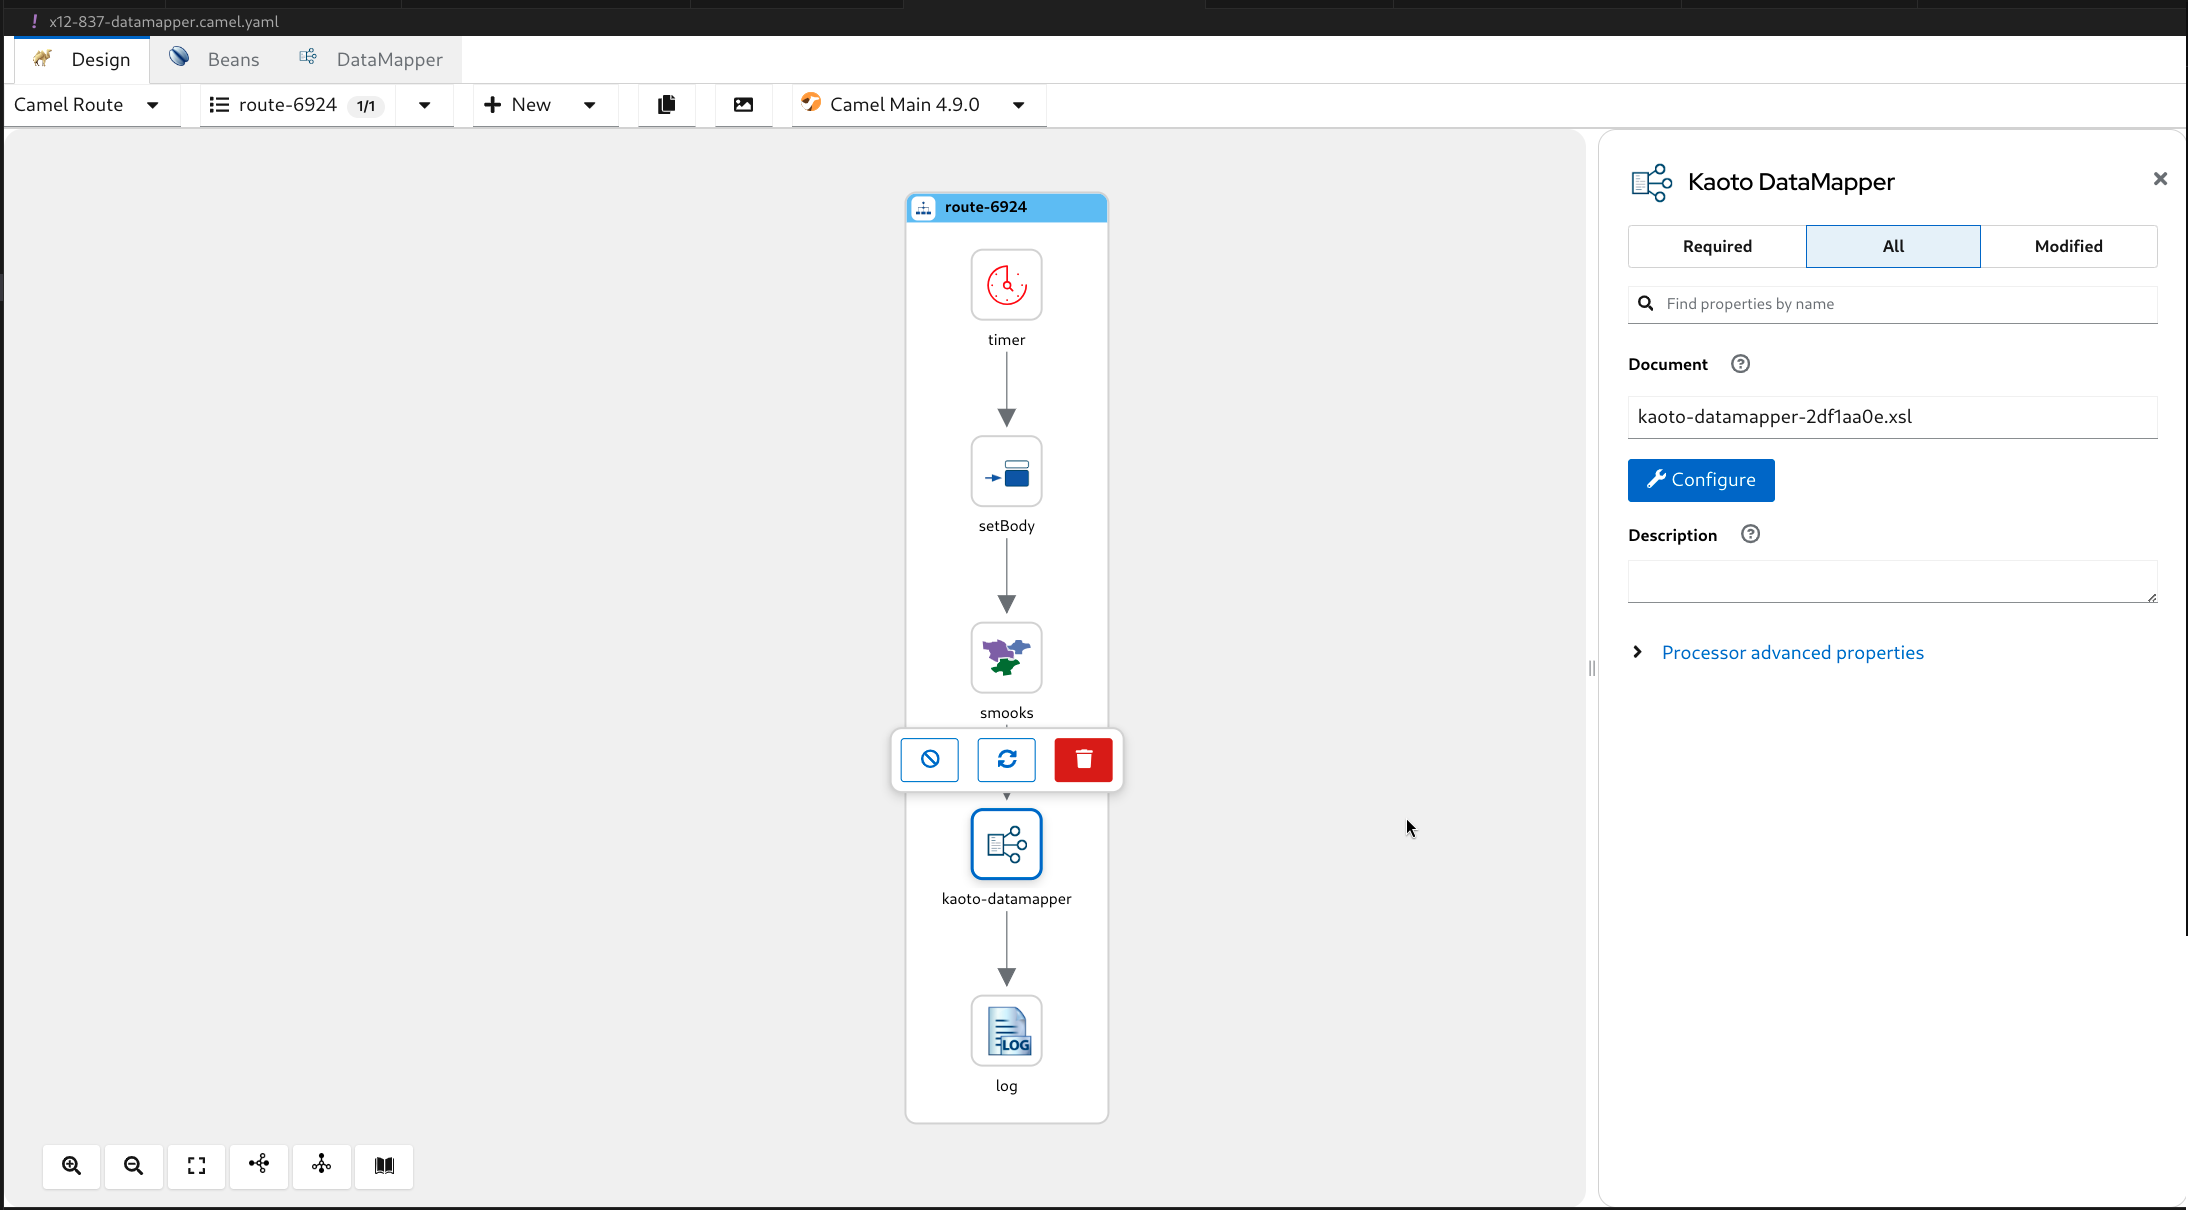 ! x12-837-datamapper.camel.yaml
Design Beans DataMapper
Camel Route route-6924 1/1 New Camel Main 4.9.0
route-6924
timer
setBody
smooks
kaoto-datamapper
LOG
log
Kaoto DataMapper
Required All Modified
Find properties by name
Document
kaoto-datamapper-2df1aa0e.xsl
Configure
Description
Processor advanced properties